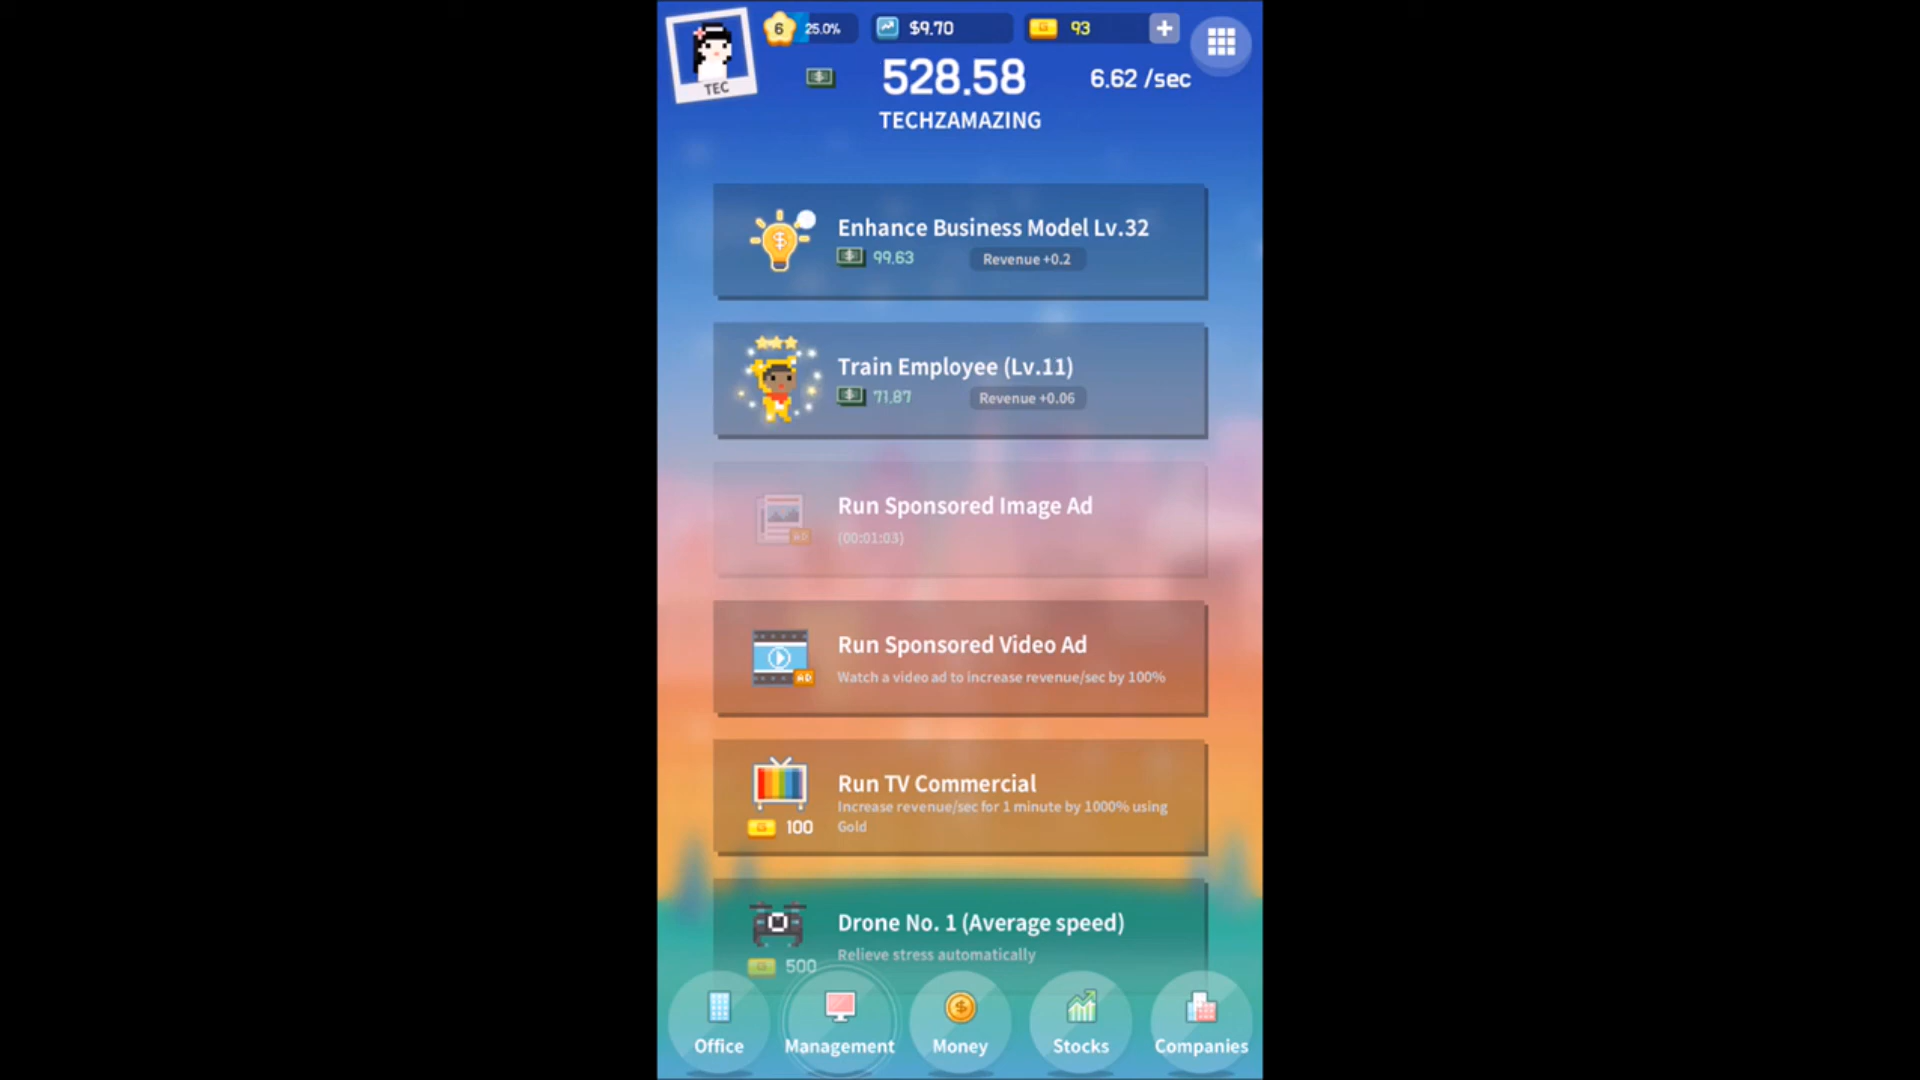 6
25.0%
$9.70
G
93
TEC
528.58
6.62 /sec
TECHZAMAZING
Enhance Business Model Lv.32
99.63
Revenue +0.2
Train Employee (Lv.11)
71.87
Revenue +0.06
Run Sponsored Image Ad
(00:01:03)
AD
Run Sponsored Video Ad
Watch a video ad to increase revenue/sec by 100%
AD
Run TV Commercial
Increase revenue/sec for 1 minute by 1000% using
Gold
G 100
Drone No. 1 (Average speed)
Relieve stress automatically
G 500
Office
Management
Money
Stocks
Companies